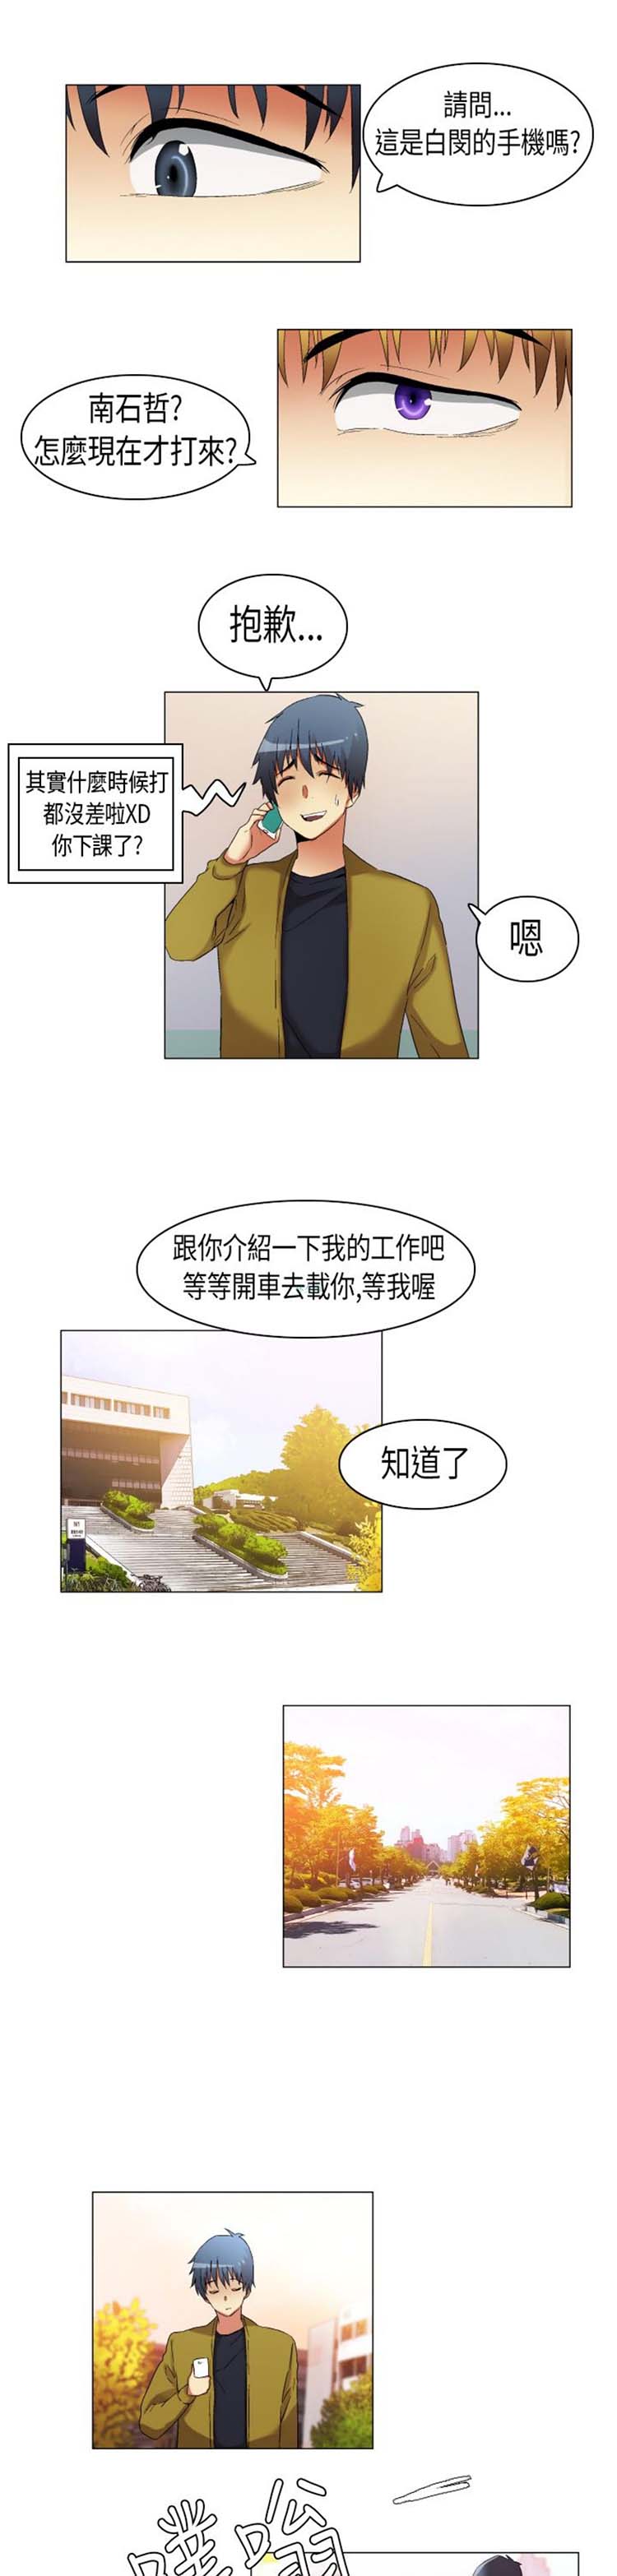 請問...
這是白閔的手機嗎?
南石哲?
怎麼現在才打來?
抱歉...
其實什麼時候打
都沒差啦XD
你下課了?
嗯
跟你介紹一下我的工作吧
等等開車去載你,等我喔
知道了
噗嗡